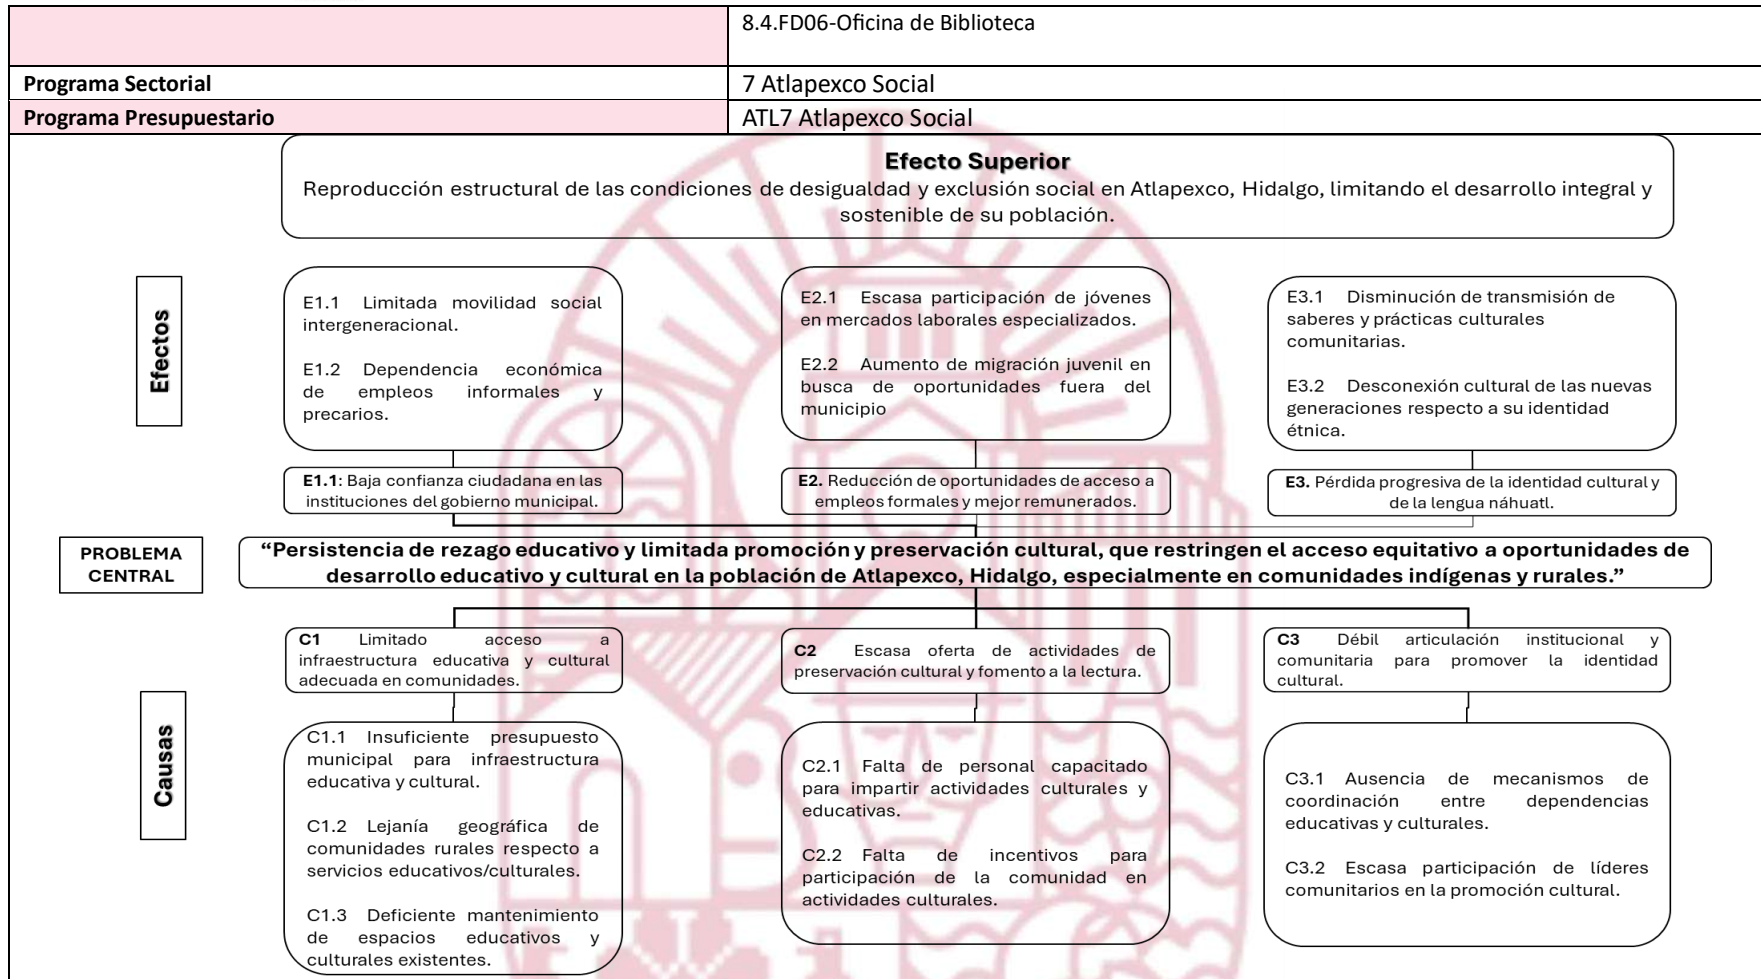 8.4.FD06-Oficina de Biblioteca
Programa Sectorial
7 Atlapexco Social
Programa Presupuestario
ATL7 Atlapexco Social
Efecto Superior
Reproducción estructural de las condiciones de desigualdad y exclusión social en Atlapexco, Hidalgo, limitando el desarrollo integral y
sostenible de su población.
Efectos
E1.1 Limitada movilidad social
intergeneracional.
E1.2 Dependencia económica
de empleos informales y
precarios.
E2.1 Escasa participación de jóvenes
en mercados laborales especializados.
E2.2 Aumento de migración juvenil en
busca de oportunidades fuera del
municipio
E3.1 Disminución de transmisión de
saberes y prácticas culturales
comunitarias.
E3.2 Desconexión cultural de las nuevas
generaciones respecto a su identidad
étnica.
E1.1: Baja confianza ciudadana en las
instituciones del gobierno municipal.
E2. Reducción de oportunidades de acceso a
empleos formales y mejor remunerados.
E3. Pérdida progresiva de la identidad cultural y
de la lengua náhuatl.
PROBLEMA
CENTRAL
“Persistencia de rezago educativo y limitada promoción y preservación cultural, que restringen el acceso equitativo a oportunidades de
desarrollo educativo y cultural en la población de Atlapexco, Hidalgo, especialmente en comunidades indígenas y rurales.”
C1 Limitado acceso a
infraestructura educativa y cultural
adecuada en comunidades.
C2 Escasa oferta de actividades de
preservación cultural y fomento a la lectura.
C3 Débil articulación institucional y
comunitaria para promover la identidad
cultural.
Causas
C1.1 Insuficiente presupuesto
municipal para infraestructura
educativa y cultural.
C1.2 Lejanía geográfica de
comunidades rurales respecto a
servicios educativos/culturales.
C1.3 Deficiente mantenimiento
de espacios educativos y
culturales existentes.
C2.1 Falta de personal capacitado
para impartir actividades culturales y
educativas.
C2.2 Falta de incentivos para
participación de la comunidad en
actividades culturales.
C3.1 Ausencia de mecanismos de
coordinación entre dependencias
educativas y culturales.
C3.2 Escasa participación de líderes
comunitarios en la promoción cultural.